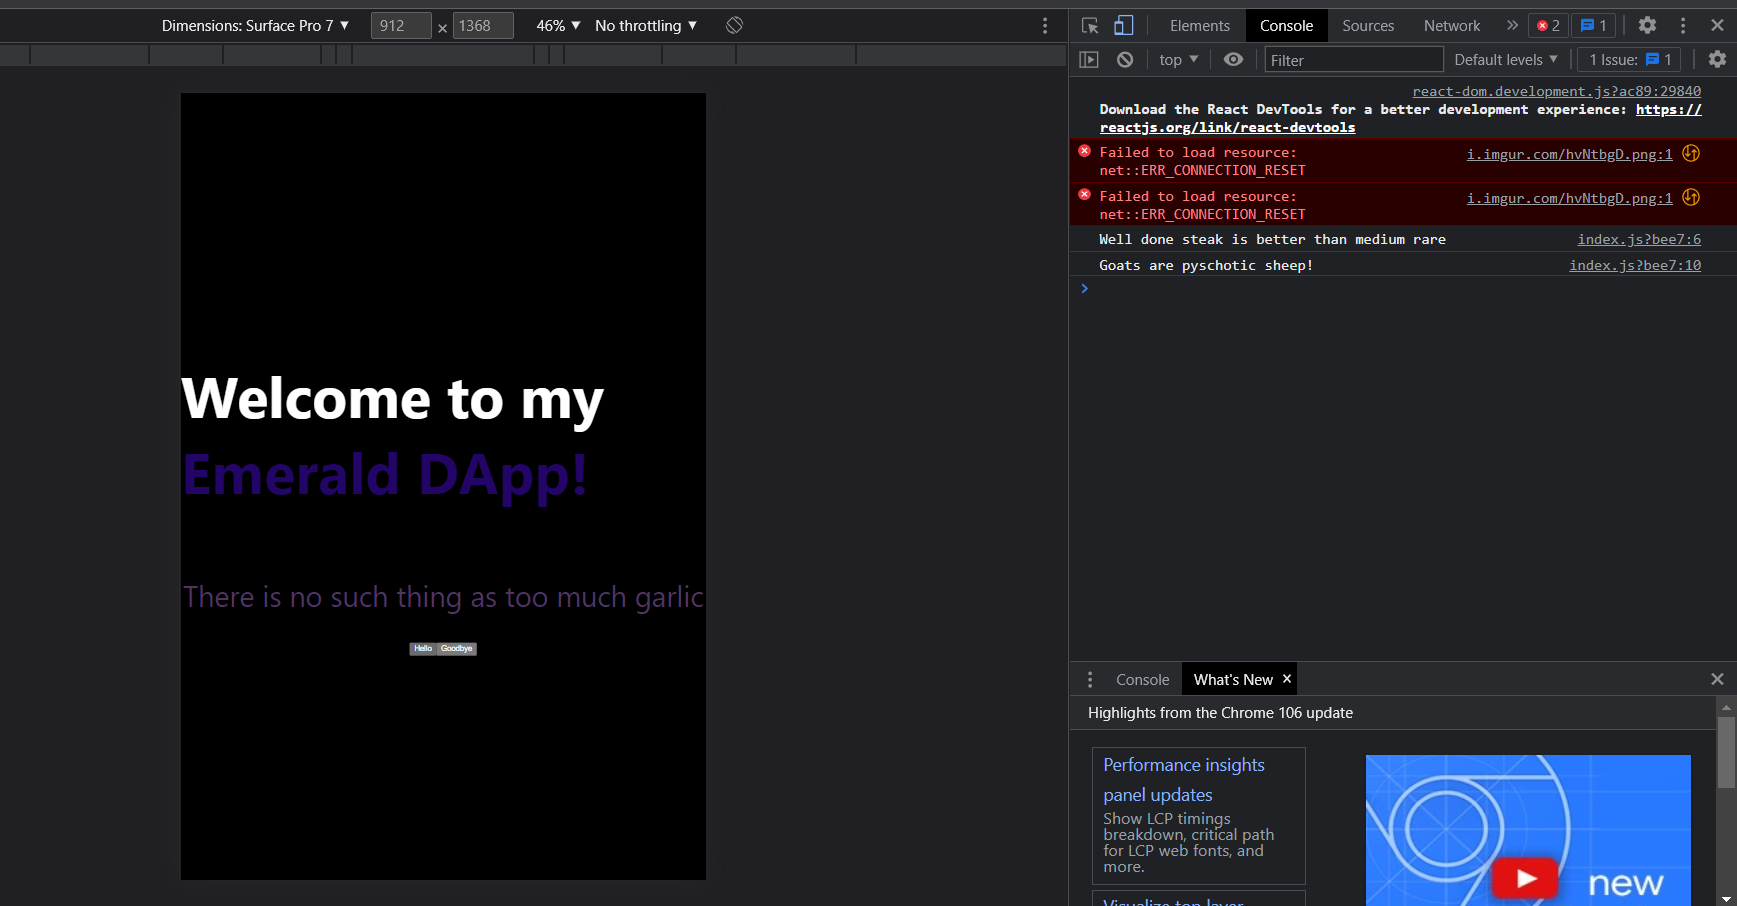 Dimensions: Surface Pro 7 ▼ 912 × 1368 46% ▼ No throttling ▼
Elements Console Sources Network » 2 1
top ▼ Filter Default levels ▼ 1 Issue: 1
react-dom.development.js?ac89:29840
Download the React DevTools for a better development experience: https://
reactjs.org/link/react-devtools
Failed to load resource: i.imgur.com/hvNtbgD.png:1
net::ERR_CONNECTION_RESET
Failed to load resource: i.imgur.com/hvNtbgD.png:1
net::ERR_CONNECTION_RESET
Well done steak is better than medium rare index.js?bee7:6
Goats are pyschotic sheep! index.js?bee7:10
Welcome to my
Emerald DApp!
There is no such thing as too much garlic
Hello Goodbye
Console What's New ×
Highlights from the Chrome 106 update
Performance insights
panel updates
Show LCP timings
breakdown, critical path
for LCP web fonts, and
more.
Visualize top layer
new